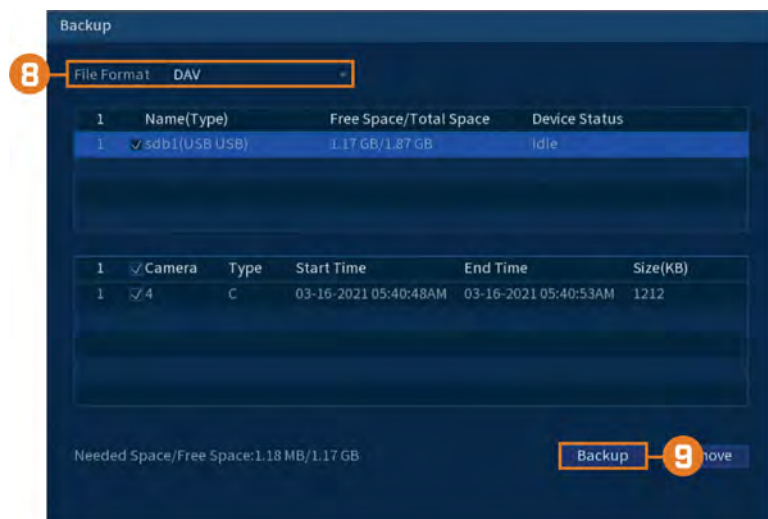 Backup
8 File Format DAV
1 Name(Type) Free Space/Total Space Device Status
1 sdb1(USB USB) 1.17 GB/1.87 GB Idle
1 Camera Type Start Time End Time Size(KB)
1 4 C 03-16-2021 05:40:48AM 03-16-2021 05:40:53AM 1212
Needed Space/Free Space:1.18 MB/1.17 GB Backup 9 nove